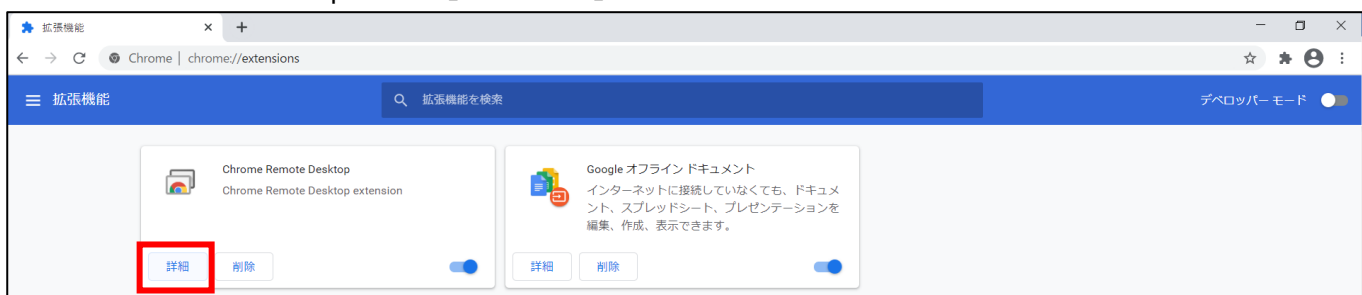 拡張機能
Chrome | chrome://extensions
拡張機能
拡張機能を検索
デベロッパー モード
Chrome Remote Desktop
Chrome Remote Desktop extension
詳細
削除
Google オフライン ドキュメント
インターネットに接続していなくても、ドキュメ
ント、スプレッドシート、プレゼンテーションを
編集、作成、表示できます。
詳細
削除